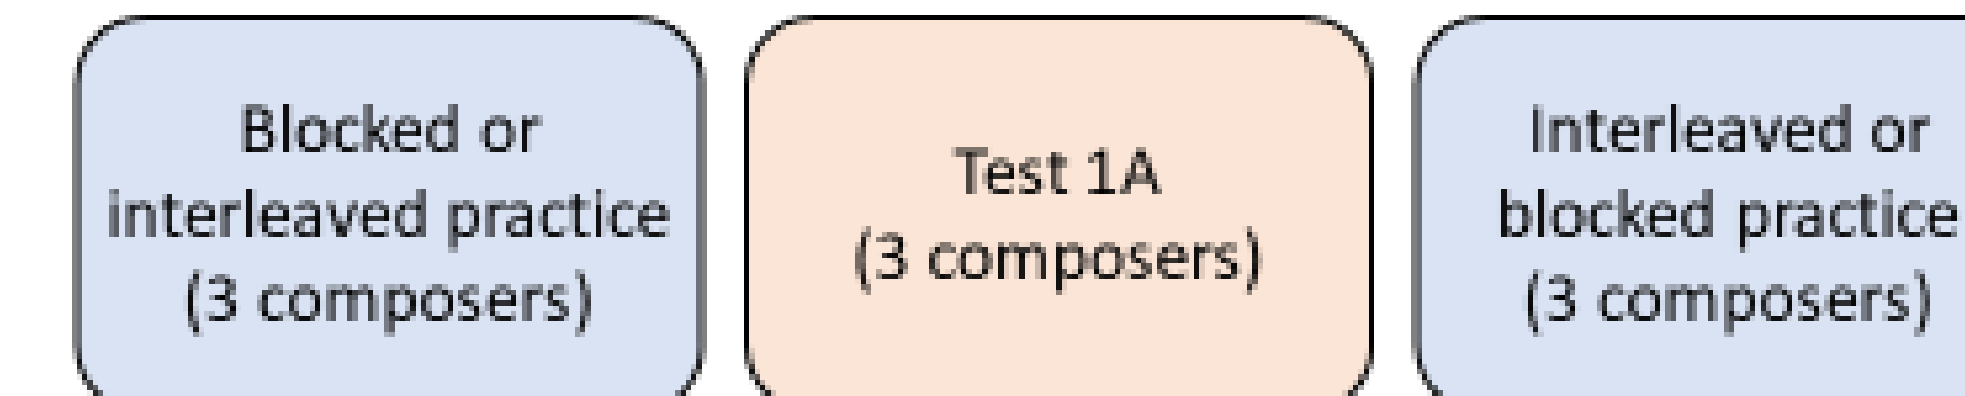 Blocked or
interleaved practice
(3 composers)
Test 1A
(3 composers)
Interleaved or
blocked practice
(3 composers)